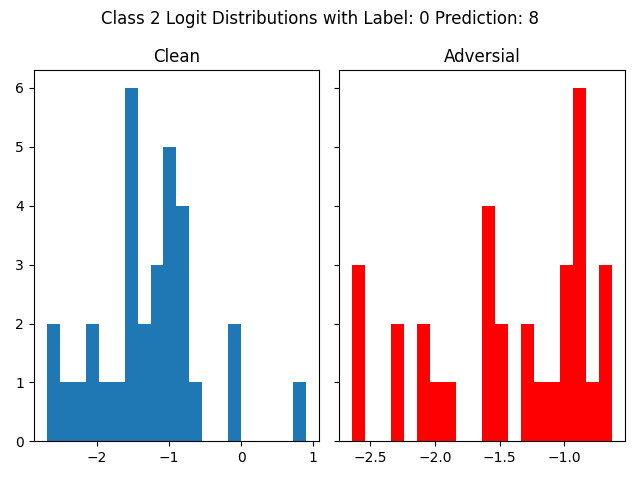 Class 2 Logit Distributions with Label: 0 Prediction: 8
Clean
Adversial
6
5
4
3
2
1
0
−2 −1 0 1
−2.5 −2.0 −1.5 −1.0